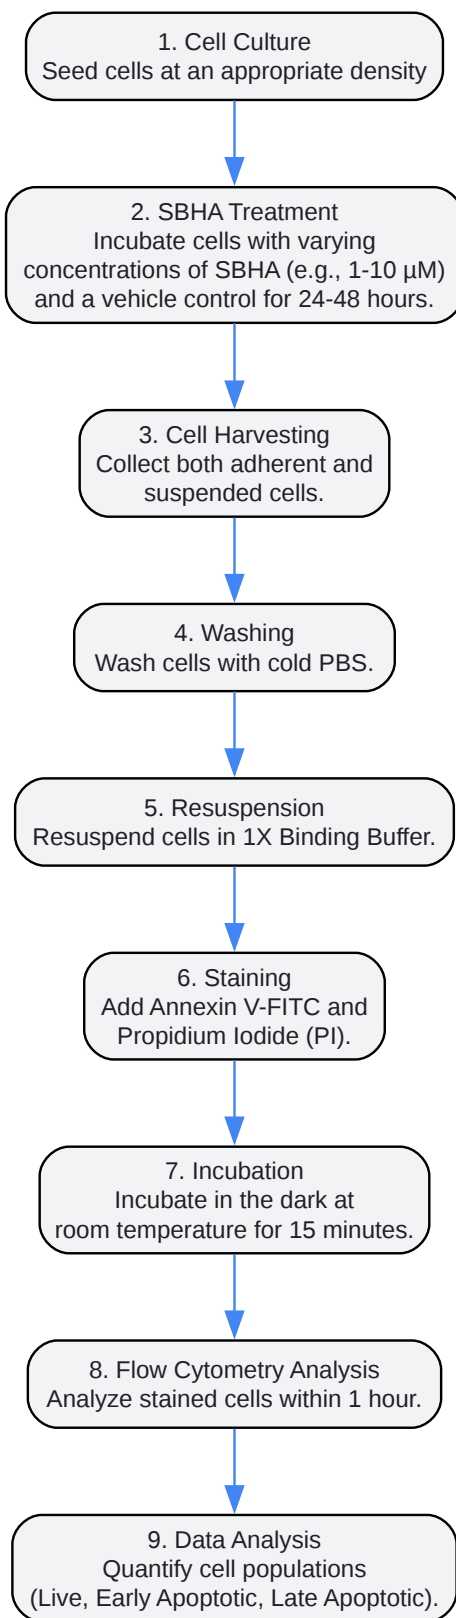 1. Cell Culture
Seed cells at an appropriate density
2. SBHA Treatment
Incubate cells with varying
concentrations of SBHA (e.g., 1-10 µM)
and a vehicle control for 24-48 hours.
3. Cell Harvesting
Collect both adherent and
suspended cells.
4. Washing
Wash cells with cold PBS.
5. Resuspension
Resuspend cells in 1X Binding Buffer.
6. Staining
Add Annexin V-FITC and
Propidium Iodide (PI).
7. Incubation
Incubate in the dark at
room temperature for 15 minutes.
8. Flow Cytometry Analysis
Analyze stained cells within 1 hour.
9. Data Analysis
Quantify cell populations
(Live, Early Apoptotic, Late Apoptotic).